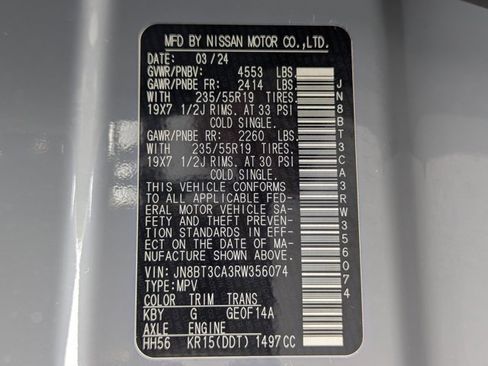 MFD BY NISSAN MOTOR CO.,LTD.
DATE: 03/24
GVWR/PNBV: 4553 LBS.
GAWR/PNBE FR: 2414 LBS.
WITH 235/55R19 TIRES.
19X7 1/2J RIMS. AT 33 PSI
COLD SINGLE.
GAWR/PNBE RR: 2260 LBS.
WITH 235/55R19 TIRES.
19X7 1/2J RIMS. AT 30 PSI
COLD SINGLE.
THIS VEHICLE CONFORMS
TO ALL APPLICABLE FED-
ERAL MOTOR VEHICLE SA-
FETY AND THEFT PREVEN-
TION STANDARDS IN EFF-
ECT ON THE DATE OF MA-
NUFACTURE SHOWN ABOVE.
VIN: JN8BT3CA3RW356074
TYPE: MPV
COLOR TRIM TRANS
KBY G GE0F14A
AXLE ENGINE
HH56 KR15(DDT) 1497CC
JN8BT3CA3RW356074